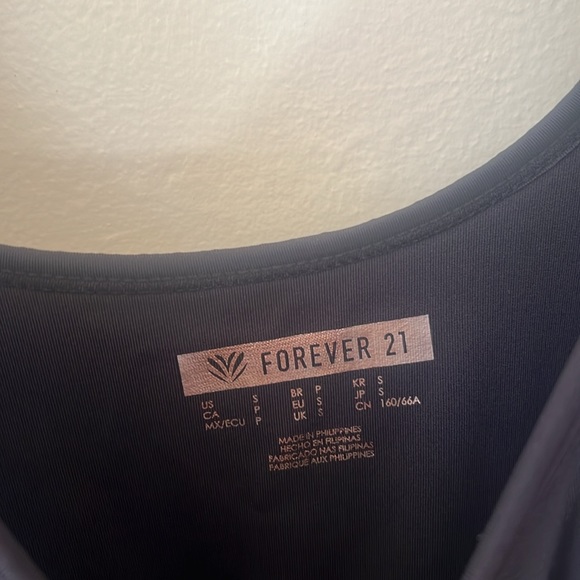 FOREVER 21
US S BR P KR S
CA P EU S JP S
MX/ECU P UK S CN 160/66A
MADE IN PHILIPPINES
HECHO EN FILIPINAS
FABRICADO NAS FILIPINAS
FABRIQUE AUX PHILIPPINES